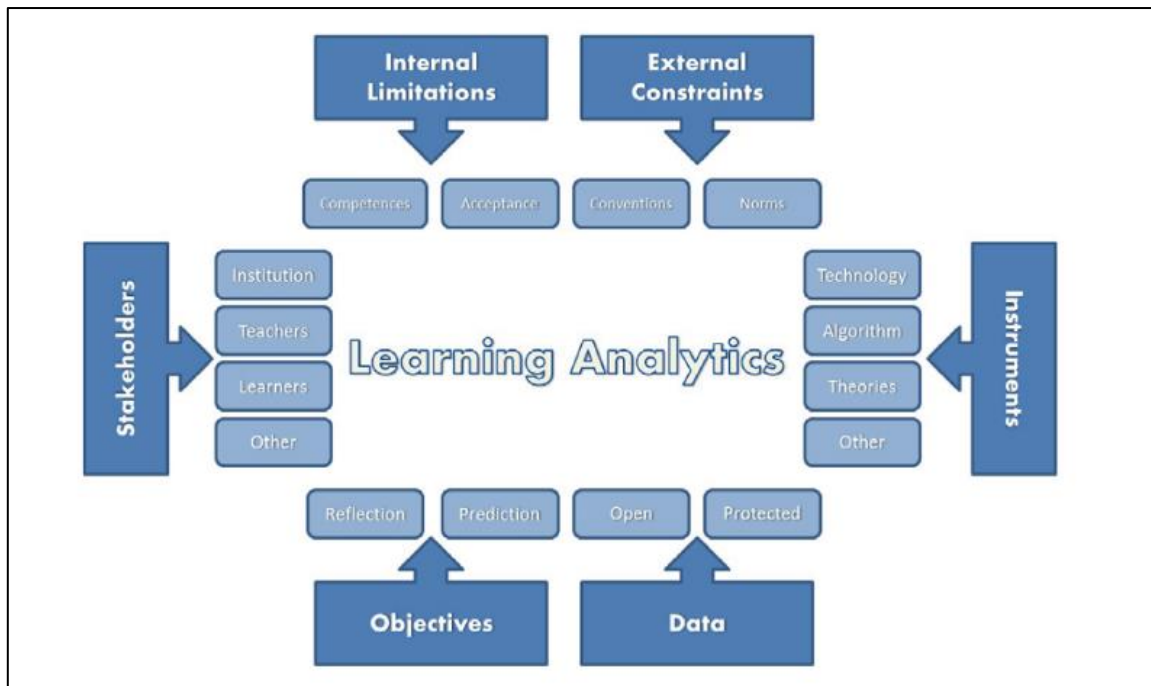 Internal
Limitations
External
Constraints
Competences
Acceptance
Conventions
Norms
Stakeholders
Institution
Teachers
Learners
Other
Learning Analytics
Technology
Algorithm
Theories
Other
Instruments
Reflection
Prediction
Open
Protected
Objectives
Data